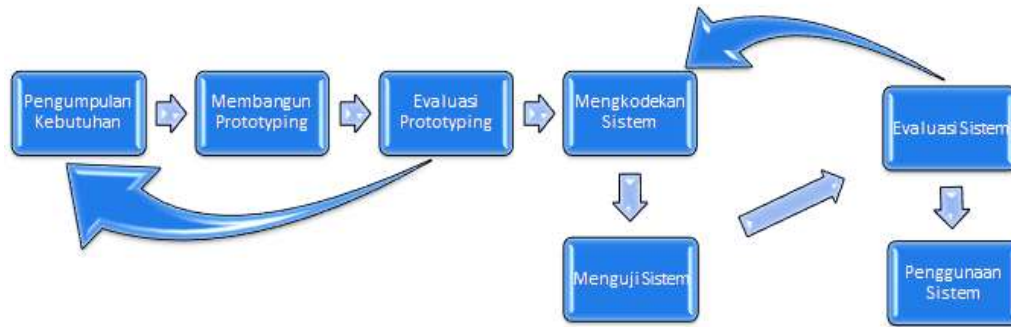 Pengumpulan
Kebutuhan
Membangun
Prototyping
Evaluasi
Prototyping
Mengkodekan
Sistem
Evaluasi Sistem
Menguji Sistem
Penggunaan
Sistem